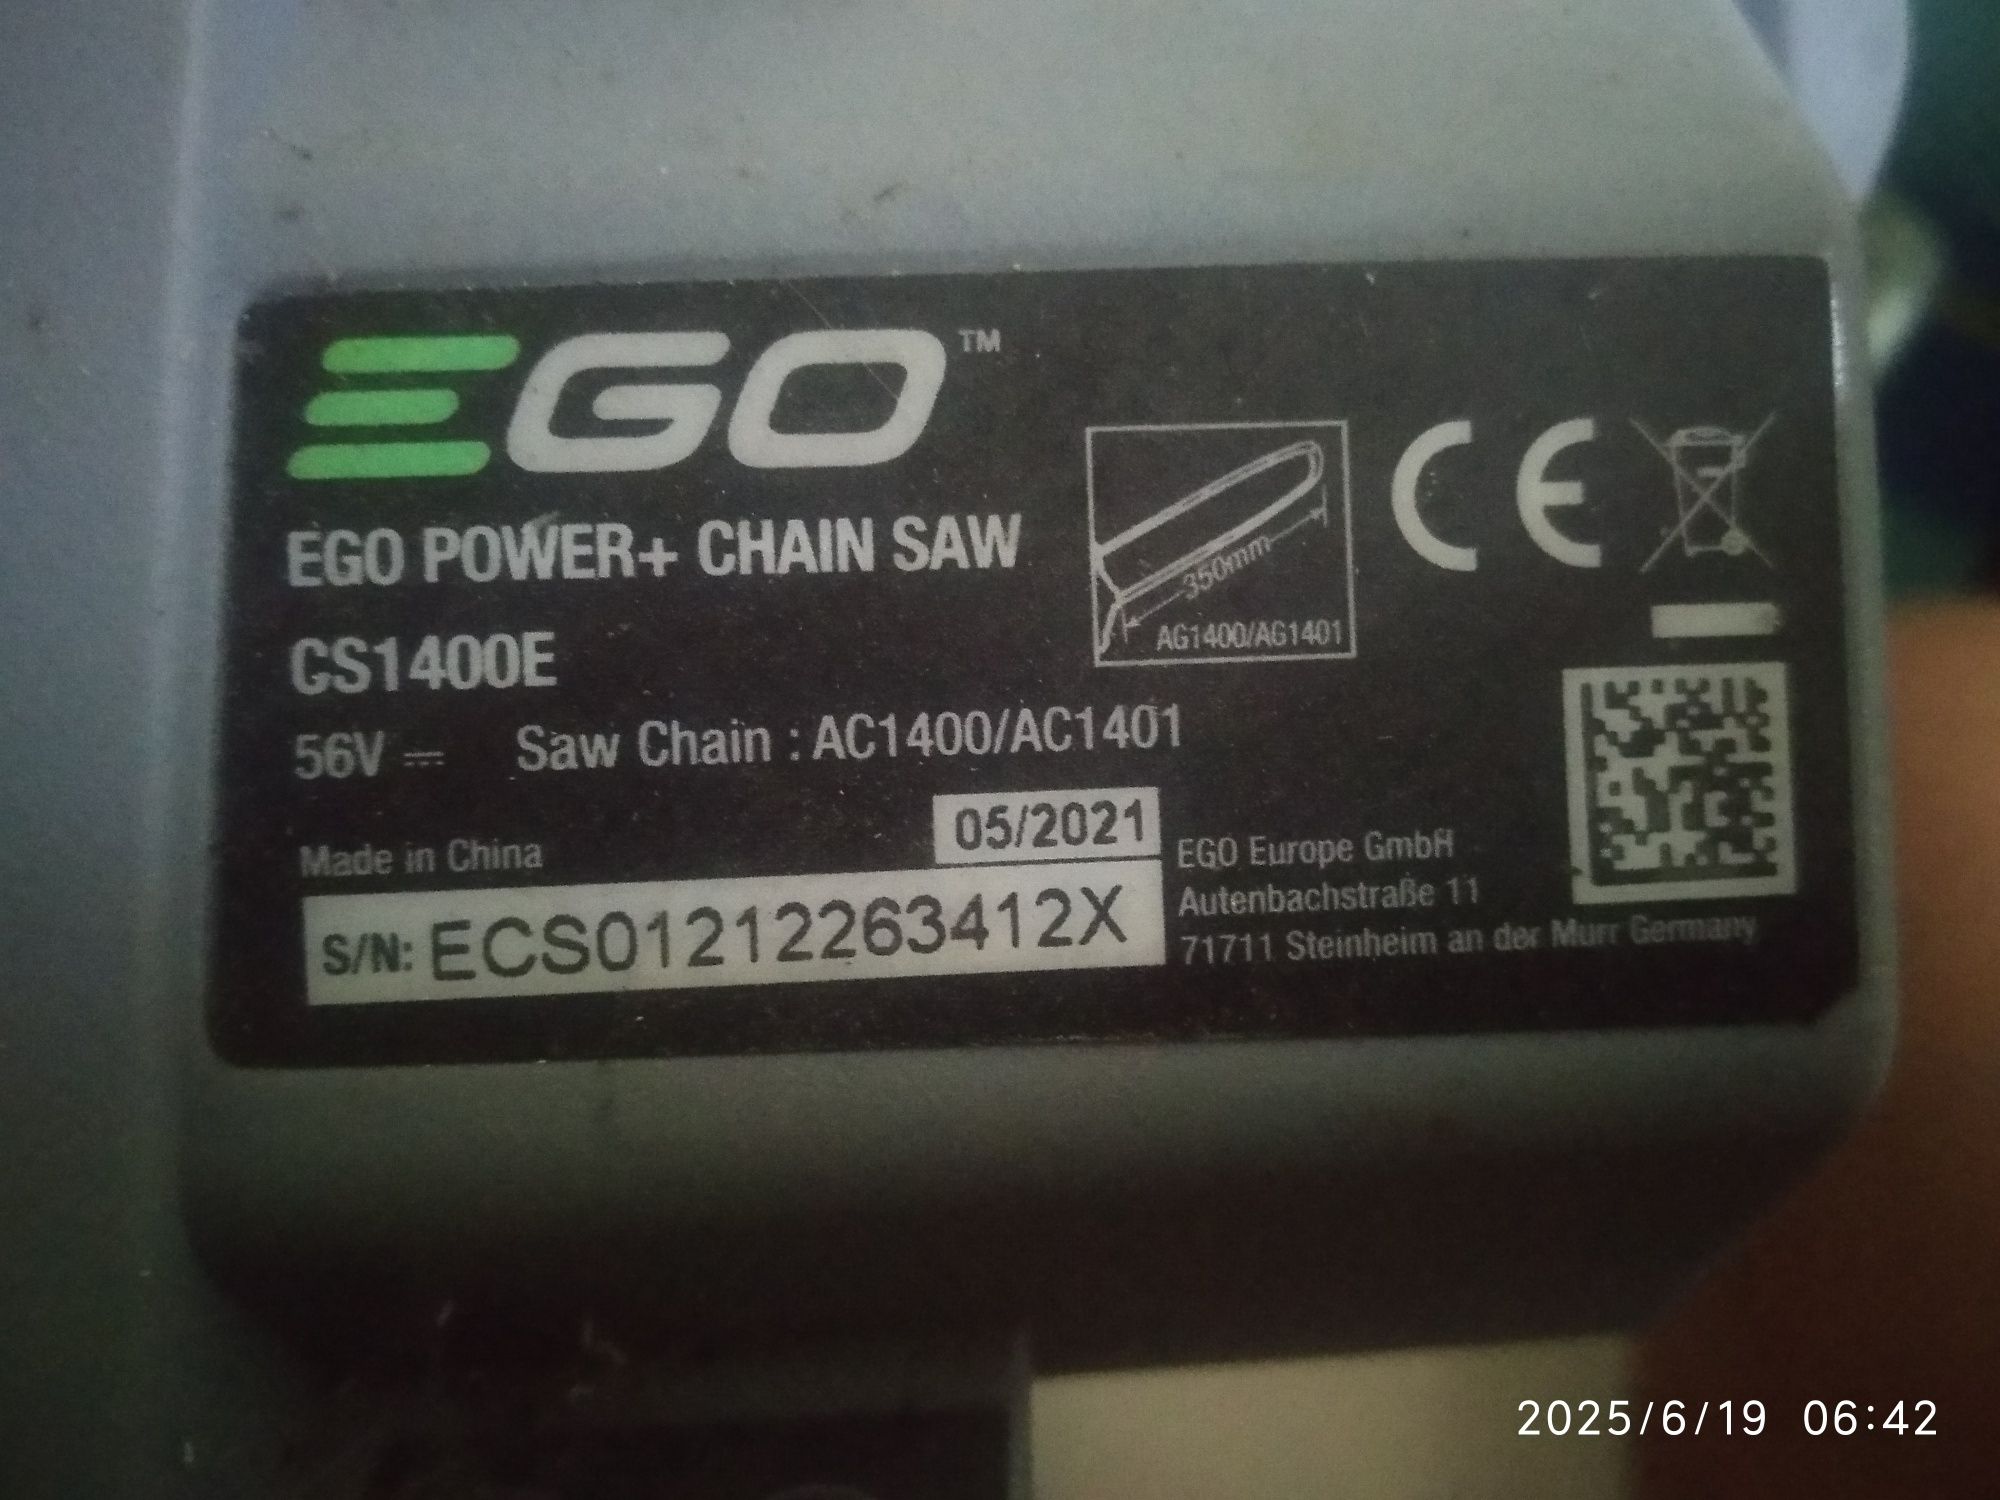 EGO™
EGO POWER+ CHAIN SAW
CS1400E
56V ⎓ Saw Chain : AC1400/AC1401
350mm
AG1400/AG1401
CE
Made in China
05/2021
S/N: ECS01212263412X
EGO Europe GmbH
Autenbachstraße 11
71711 Steinheim an der Murr Germany
2025/6/19 06:42